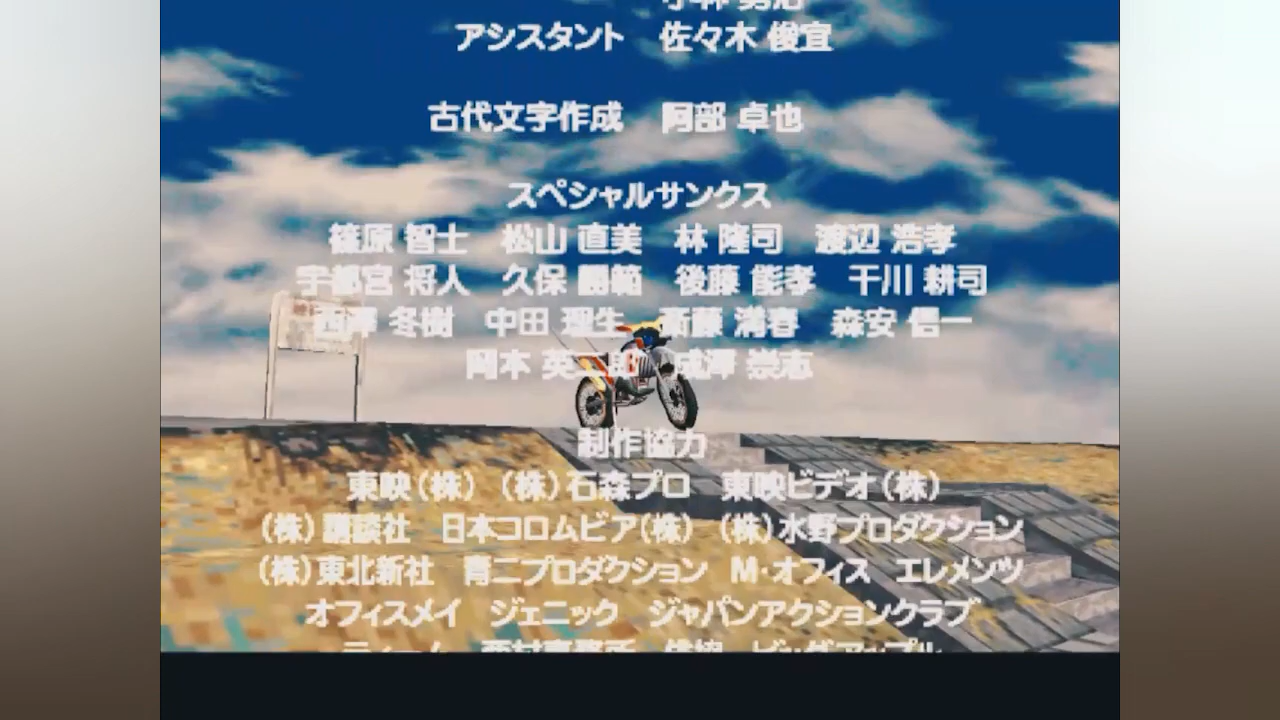 アシスタント 佐々木 俊宜
古代文字作成 阿部 卓也
スペシャルサンクス
篠原 智士 松山 直美 林 隆司 渡辺 浩孝
宇都宮 将人 久保 勝範 後藤 能孝 干川 耕司
西澤 冬樹 中田 理生 斎藤 満春 森安 信一
岡本 英二郎 成澤 崇志
制作協力
東映(株) (株)石森プロ 東映ビデオ(株)
(株)講談社 日本コロムビア(株) (株)水野プロダクション
(株)東北新社 青二プロダクション M・オフィス エレメンツ
オフィスメイ ジェニック ジャパンアクションクラブ